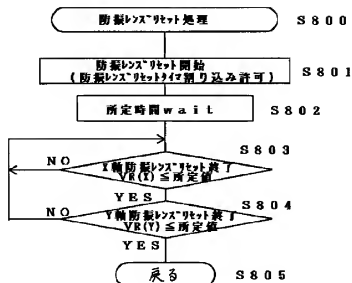 防振レンズリセット処理 S800
防振レンズリセット開始 S801
(防振レンズリセットタイマ割り込み許可)
所定時間wait S802
S803
NO X軸防振レンズリセット終了
VR(X)≦所定値
YES S804
NO Y軸防振レンズリセット終了
VR(Y)≦所定値
YES
戻る S805